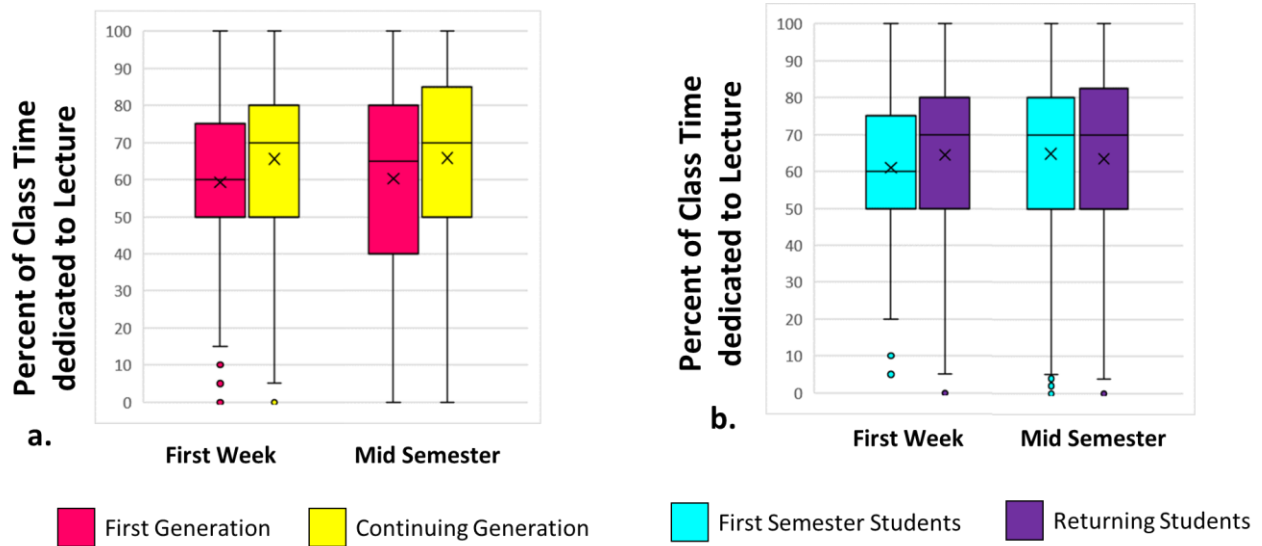 Percent of Class Time
dedicated to Lecture
100
90
80
70
60
50
40
30
20
10
0
a.
First Week
Mid Semester
First Generation
Continuing Generation
Percent of Class Time
dedicated to Lecture
100
90
80
70
60
50
40
30
20
10
0
b.
First Week
Mid Semester
First Semester Students
Returning Students